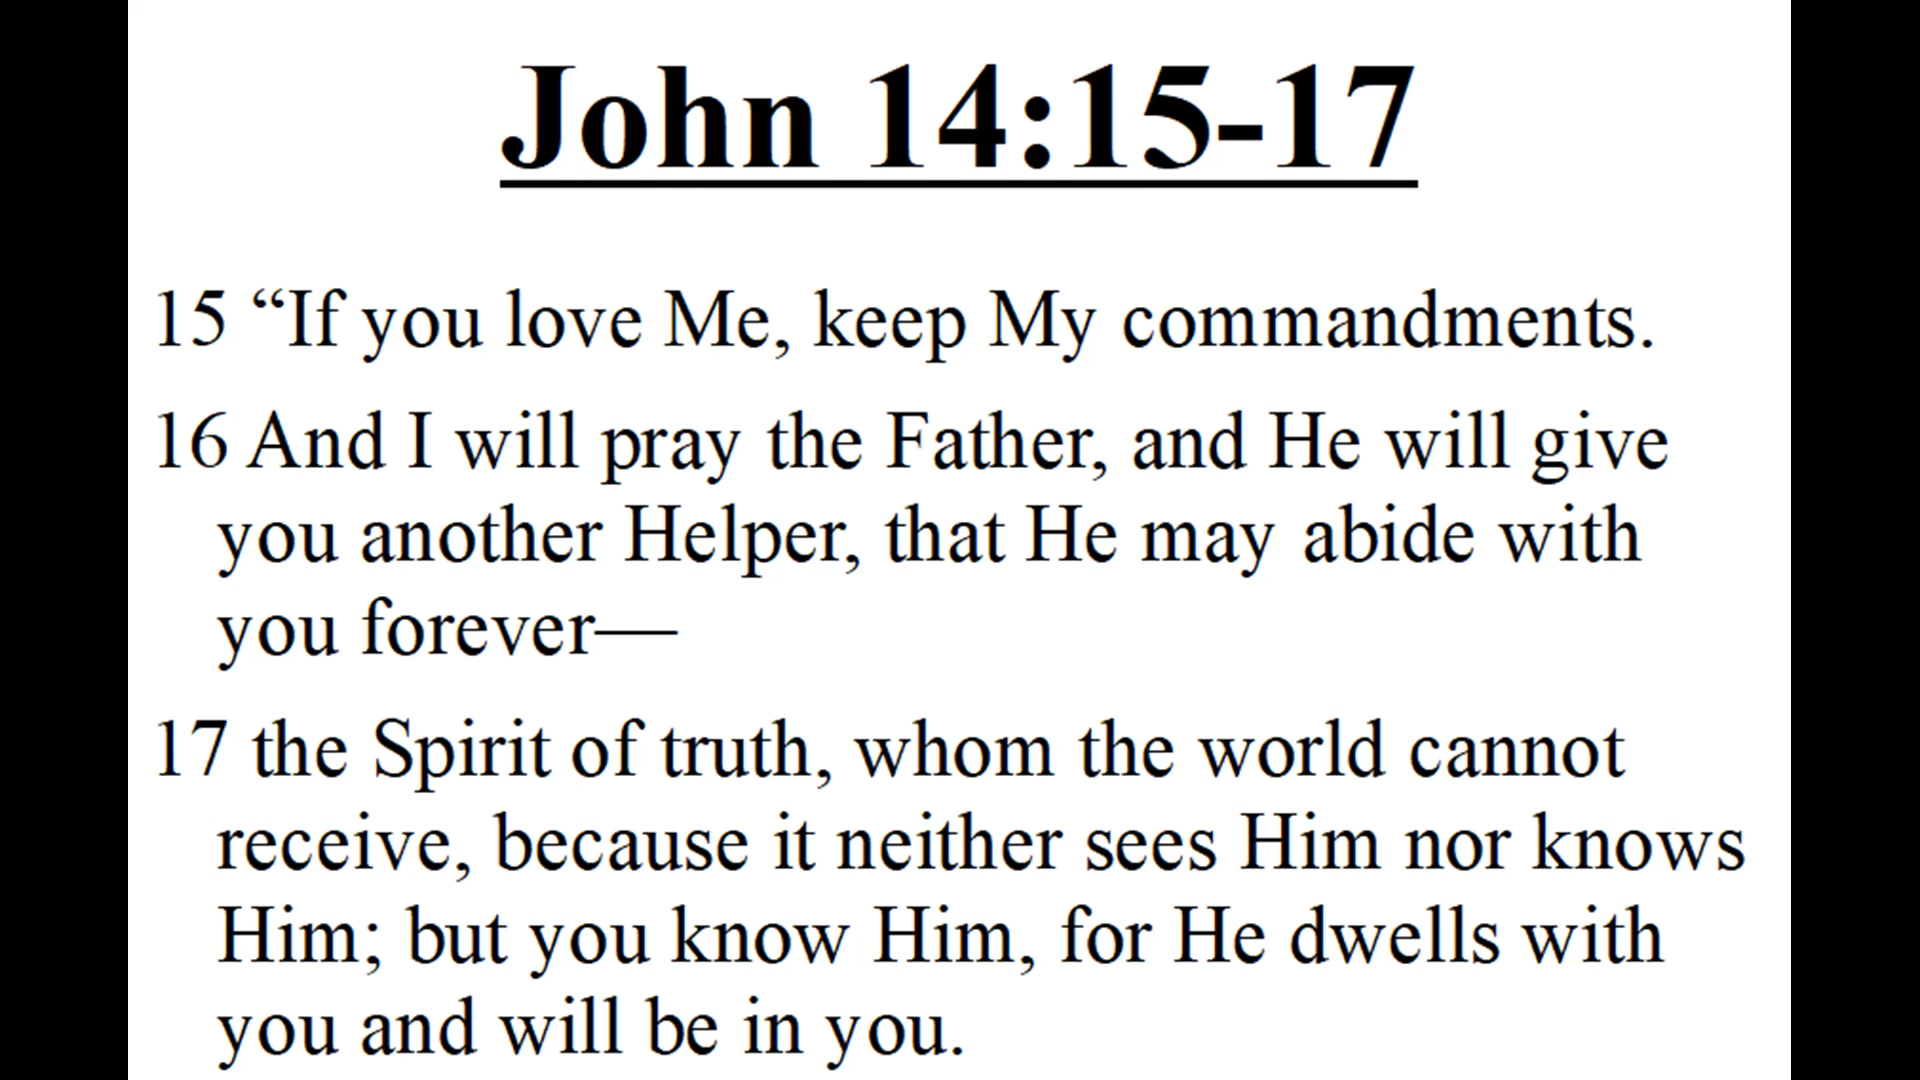 John 14:15-17
15 “If you love Me, keep My commandments.
16 And I will pray the Father, and He will give
you another Helper, that He may abide with
you forever—
17 the Spirit of truth, whom the world cannot
receive, because it neither sees Him nor knows
Him; but you know Him, for He dwells with
you and will be in you.